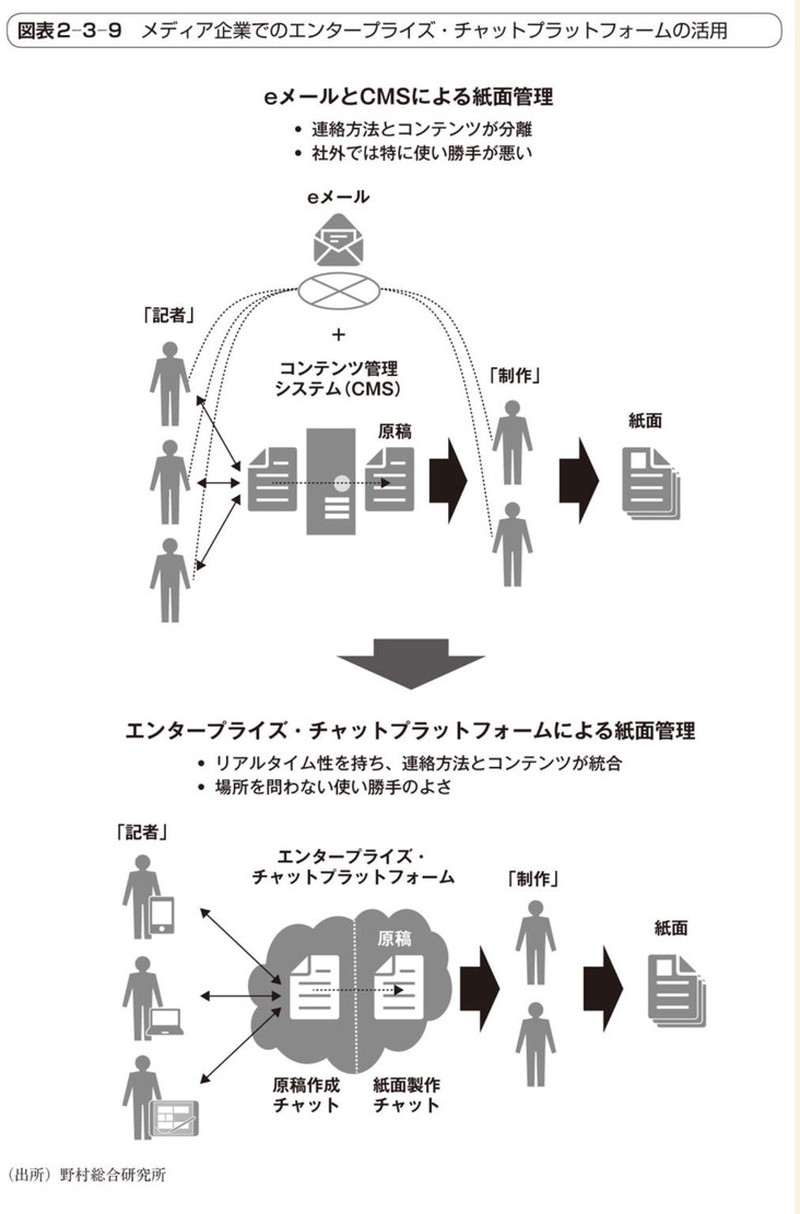 図表2-3-9　メディア企業でのエンタープライズ・チャットプラットフォームの活用
eメールとCMSによる紙面管理
• 連絡方法とコンテンツが分離
• 社外では特に使い勝手が悪い
eメール
「記者」
+
コンテンツ管理
システム(CMS)
「制作」
原稿
紙面
エンタープライズ・チャットプラットフォームによる紙面管理
• リアルタイム性を持ち、連絡方法とコンテンツが統合
• 場所を問わない使い勝手のよさ
「記者」
エンタープライズ・
チャットプラットフォーム
「制作」
原稿
紙面
原稿作成
チャット
紙面製作
チャット
(出所) 野村総合研究所